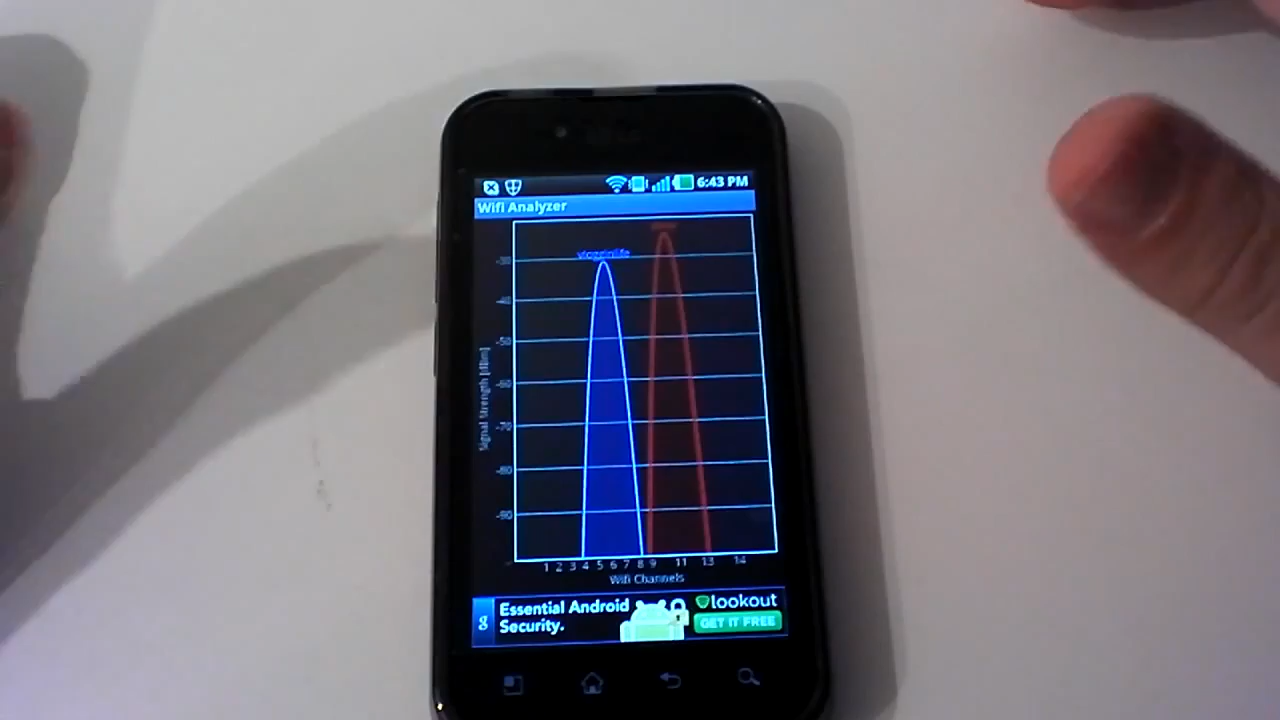 6:43 PM
Wifi Analyzer
-30
-40
-50
-60
-70
-80
-90
Signal Strength [dBm]
1 2 3 4 5 6 7 8 9 11 13 14
Wifi Channels
g
Essential Android
Security.
lookout
GET IT FREE